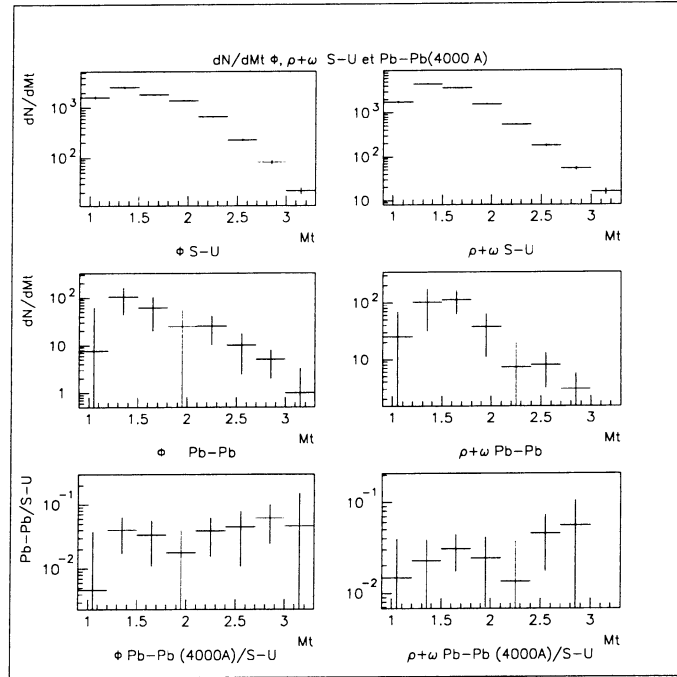 dN/dMt Φ, ρ+ω S-U et Pb-Pb(4000 A)
dN/dMt
10³
10²
1 1.5 2 2.5 3
Mt
Φ S-U
10³
10²
10
1 1.5 2 2.5 3
Mt
ρ+ω S-U
dN/dMt
10²
10
1
1 1.5 2 2.5 3
Mt
Φ Pb-Pb
10²
10
1 1.5 2 2.5 3
Mt
ρ+ω Pb-Pb
Pb-Pb/S-U
10⁻¹
10⁻²
1 1.5 2 2.5 3
Mt
Φ Pb-Pb (4000A)/S-U
10⁻¹
10⁻²
1 1.5 2 2.5 3
Mt
ρ+ω Pb-Pb (4000A)/S-U